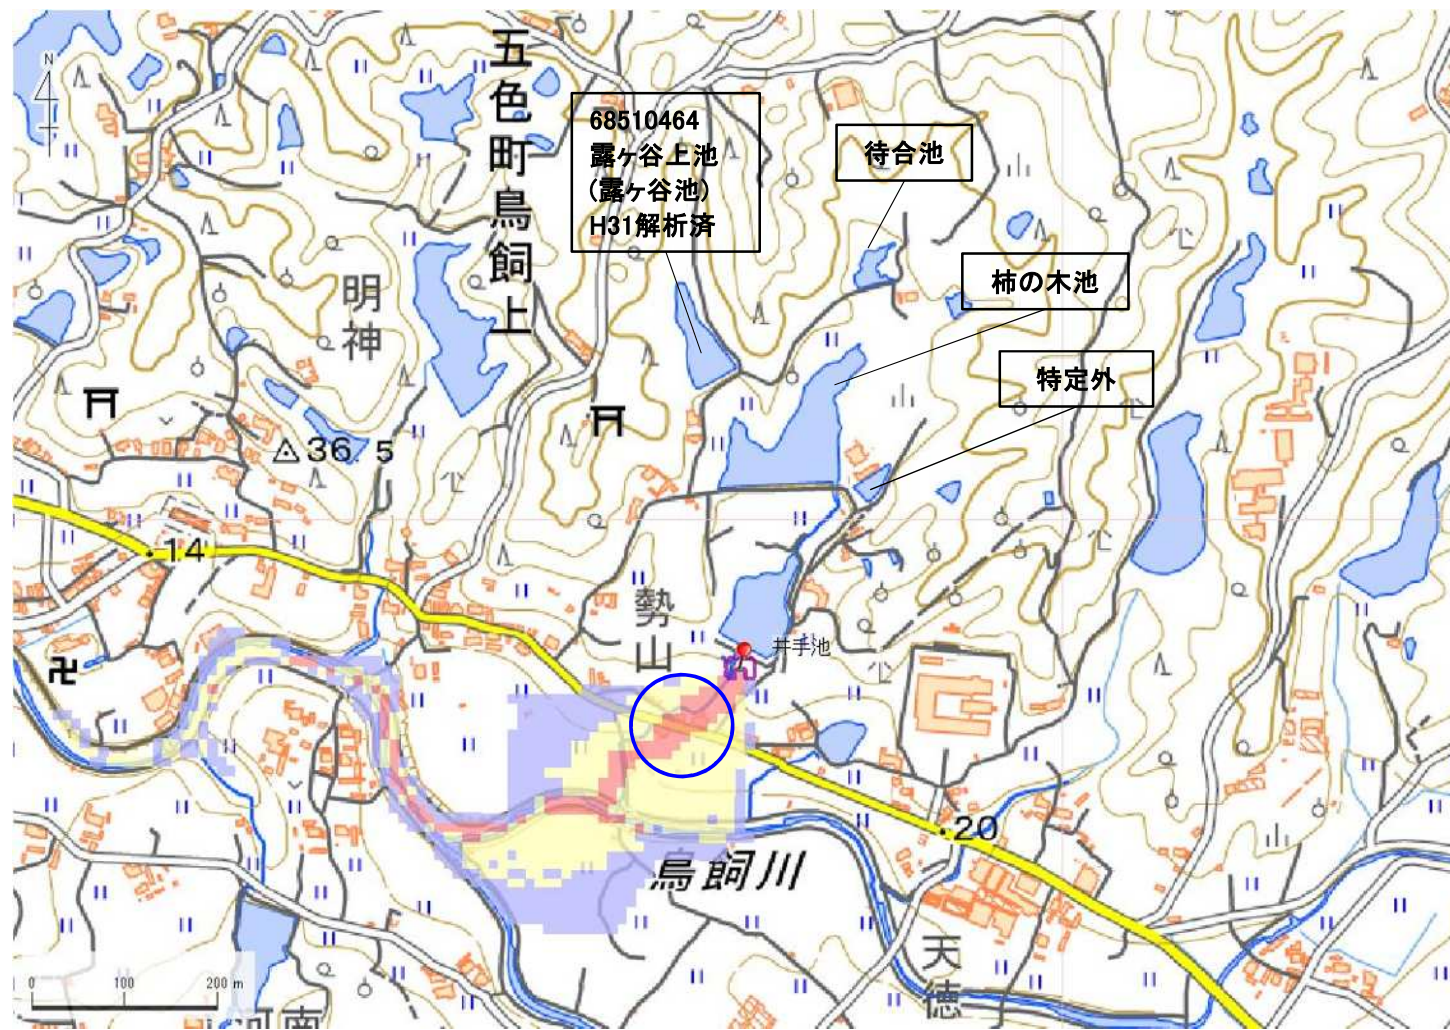 N
五色町鳥飼上
68510464
露ヶ谷上池
(露ヶ谷池)
H31解析済
待合池
柿の木池
特定外
明神
36.5
14
勢山
井手池
20
鳥飼川
天徳
0 100 200 m